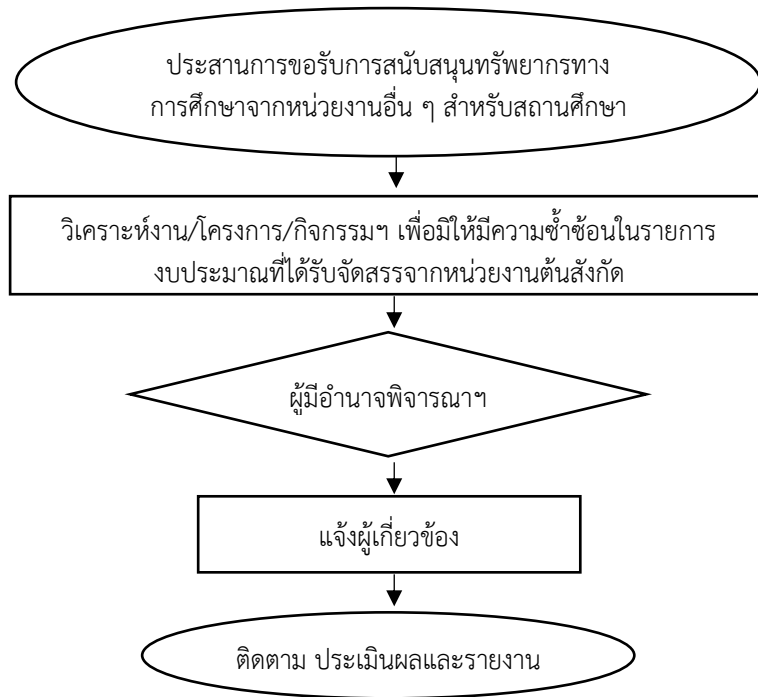 ประสานการขอรับการสนับสนุนทรัพยากรทาง
การศึกษาจากหน่วยงานอื่น ๆ สำหรับสถานศึกษา
วิเคราะห์งาน/โครงการ/กิจกรรมฯ เพื่อมิให้มีความซ้ำซ้อนในรายการ
งบประมาณที่ได้รับจัดสรรจากหน่วยงานต้นสังกัด
ผู้มีอำนาจพิจารณาฯ
แจ้งผู้เกี่ยวข้อง
ติดตาม ประเมินผลและรายงาน